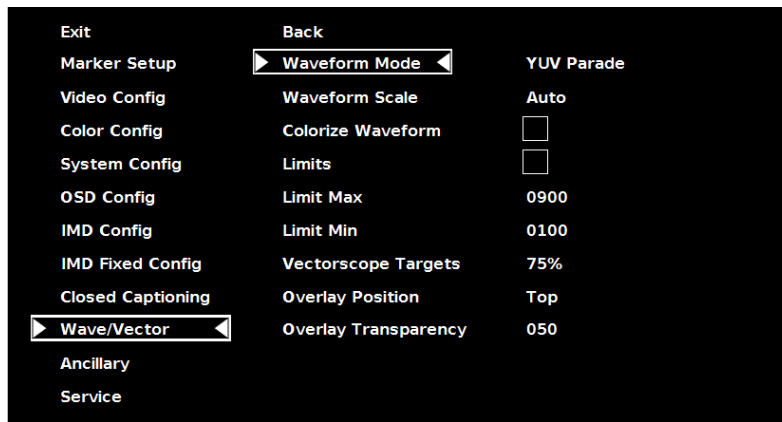 Exit Back
Marker Setup Waveform Mode YUV Parade
Video Config Waveform Scale Auto
Color Config Colorize Waveform
System Config Limits
OSD Config Limit Max 0900
IMD Config Limit Min 0100
IMD Fixed Config Vectorscope Targets 75%
Closed Captioning Overlay Position Top
Wave/Vector Overlay Transparency 050
Ancillary
Service